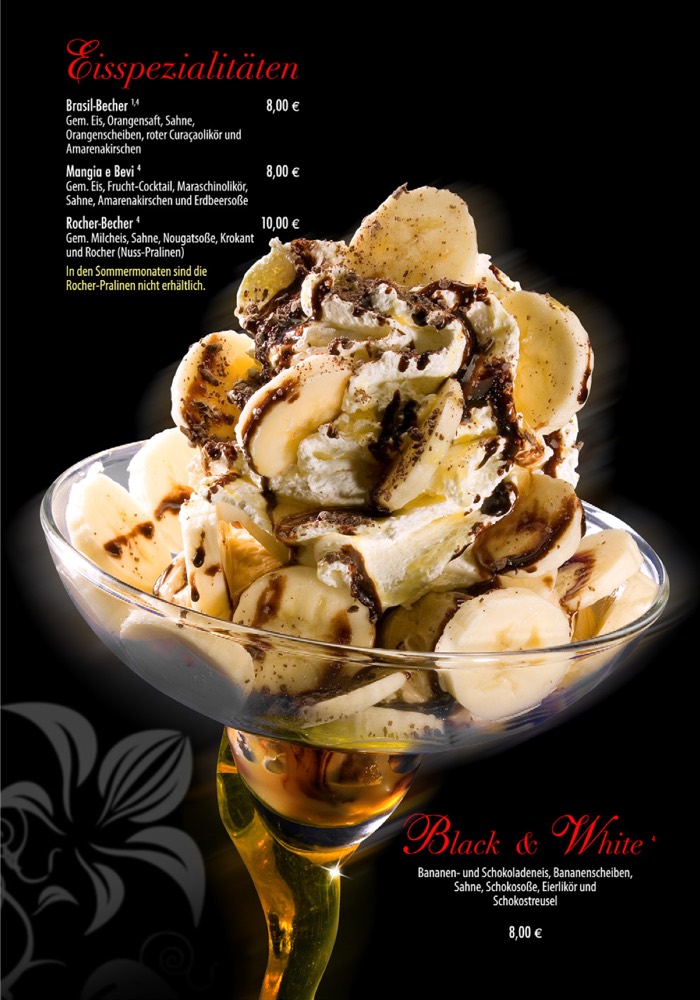 Eisspezialitäten
Brasil-Becher 1,4 8,00 €
Gem. Eis, Orangensaft, Sahne,
Orangenscheiben, roter Curaçaolikör und
Amarenakirschen
Mangia e Bevi 4 8,00 €
Gem. Eis, Frucht-Cocktail, Maraschinolikör,
Sahne, Amarenakirschen und Erdbeersoße
Rocher-Becher 4 10,00 €
Gem. Milcheis, Sahne, Nougatsoße, Krokant
und Rocher (Nuss-Pralinen)
In den Sommermonaten sind die
Rocher-Pralinen nicht erhältlich.
Black & White 4
Bananen- und Schokoladeneis, Bananenscheiben,
Sahne, Schokosoße, Eierlikör und
Schokostreusel
8,00 €